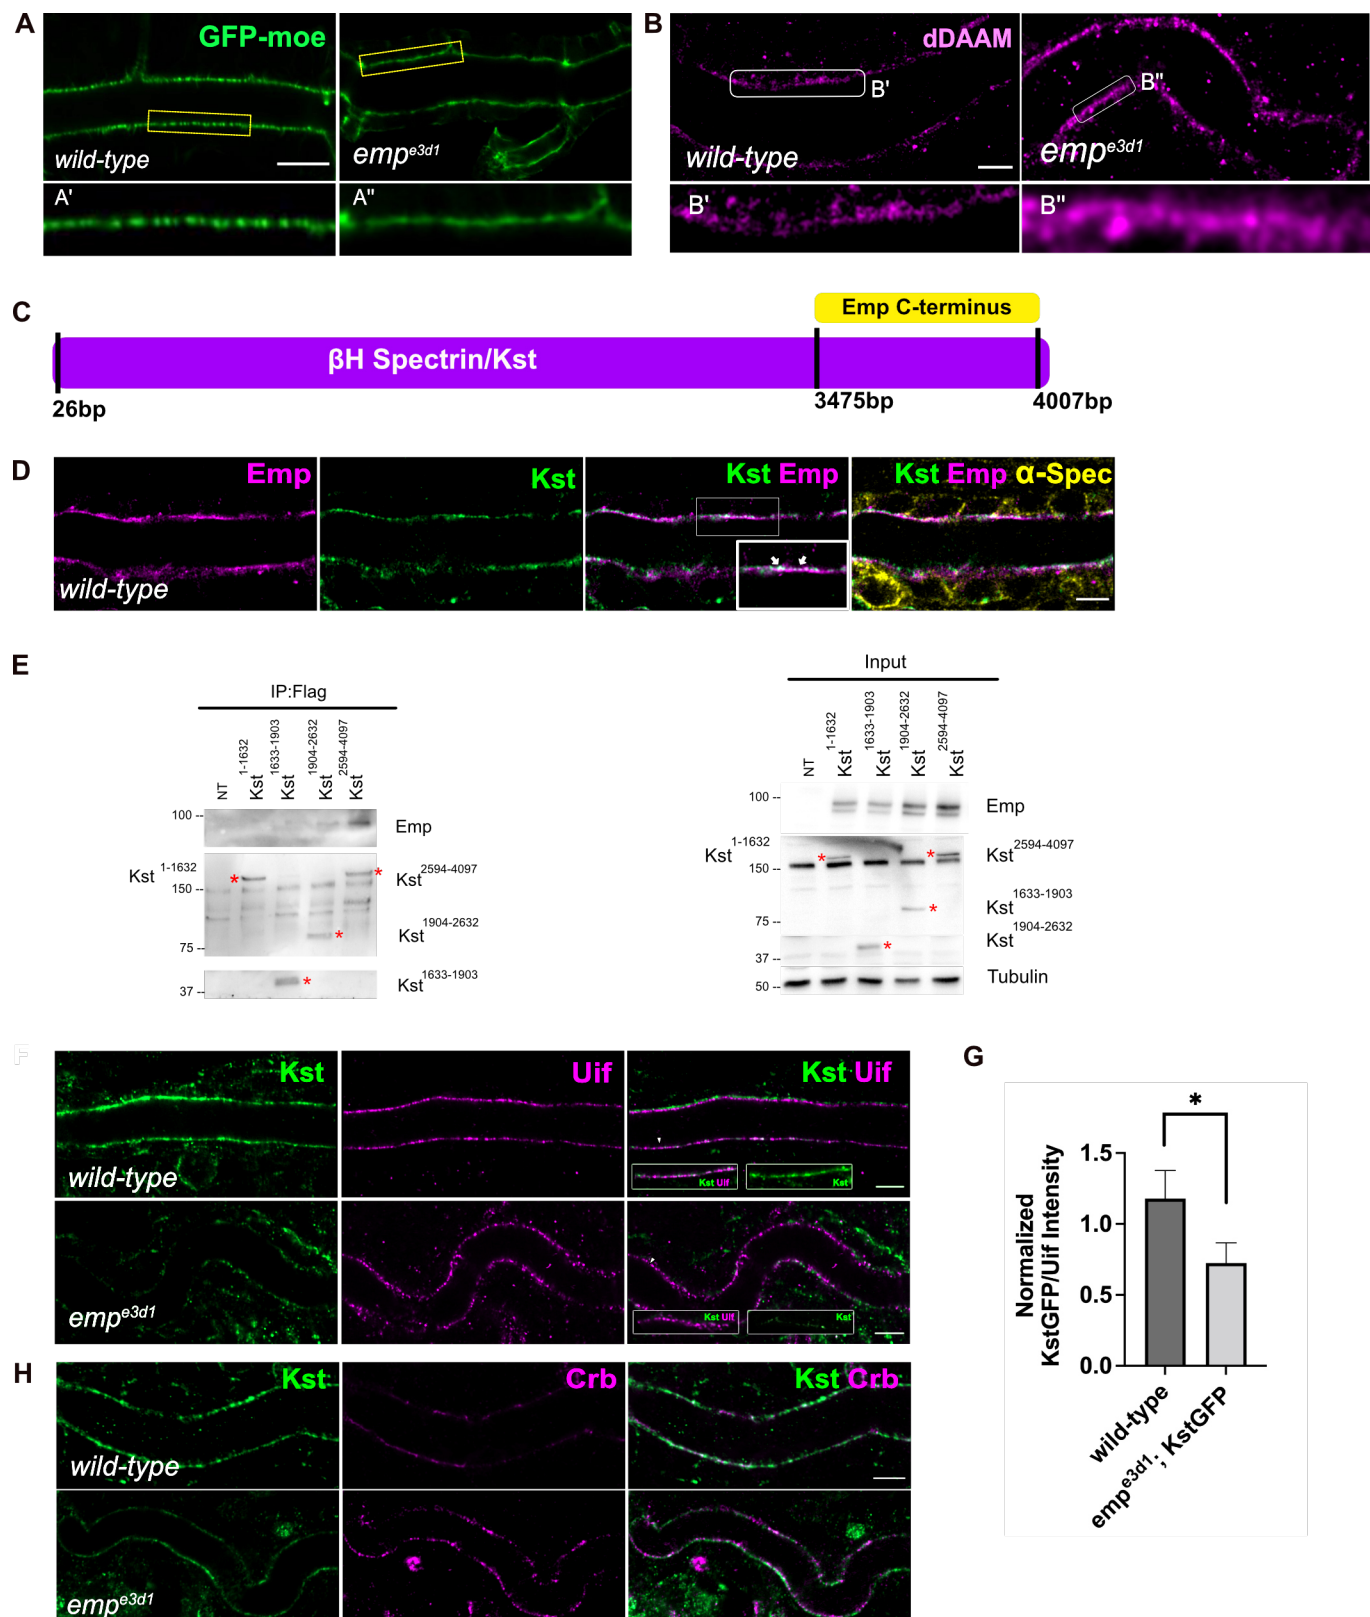 A
GFP-moe
wild-type
emp^e3d1
A'
A"
B
dDAAM
B'
wild-type
B"
emp^e3d1
B'
B"
C
Emp C-terminus
βH Spectrin/Kst
26bp
3475bp
4007bp
D
Emp
Kst
Kst Emp
Kst Emp α-Spec
wild-type
E
IP:Flag
NT
Kst 1-1632
Kst 1633-1903
Kst 1904-2632
Kst 2594-4097
100 --
Emp
Kst 1-1632
* *
Kst 2594-4097
150 --
Kst 1904-2632
*
75 --
*
Kst 1633-1903
37 --
Input
NT
Kst 1-1632
Kst 1633-1903
Kst 1904-2632
Kst 2594-4097
100 --
Emp
Kst 1-1632
* *
Kst 2594-4097
150 --
Kst 1633-1903
*
75 --
Kst 1904-2632
*
37 --
Tubulin
50 --
F
Kst
Uif
Kst Uif
wild-type
Kst Uif
Kst
emp^e3d1
Kst Uif
Kst
G
*
Normalized
KstGFP/Uif Intensity
1.5
1.0
0.5
0.0
wild-type
emp^e3d1; KstGFP
H
Kst
Crb
Kst Crb
wild-type
emp^e3d1